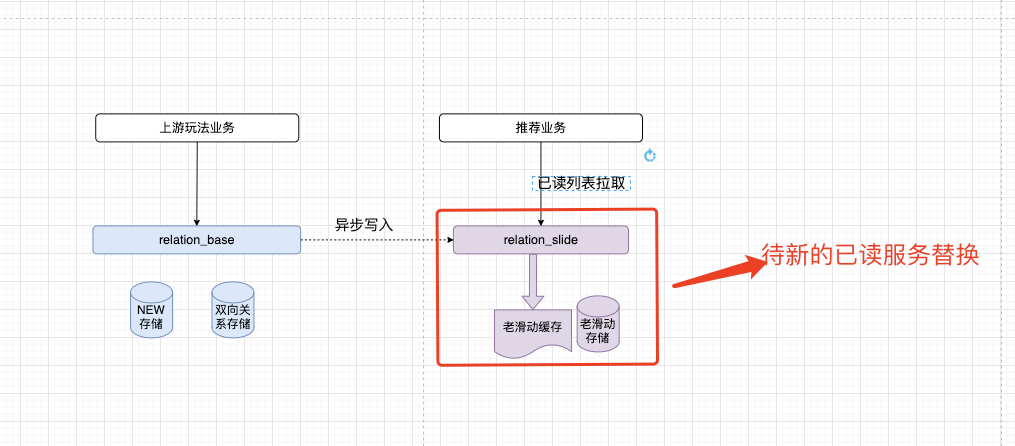 上游玩法业务
推荐业务
已读列表拉取
异步写入
relation_base
relation_slide
待新的已读服务替换
NEW
存储
双向关
系存储
老滑动缓存
老滑动
存储